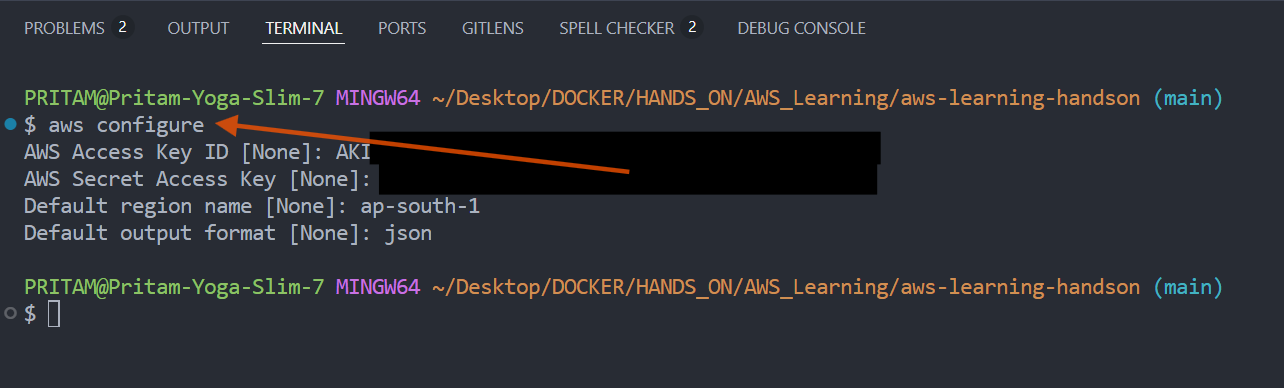 PROBLEMS 2 OUTPUT TERMINAL PORTS GITLENS SPELL CHECKER 2 DEBUG CONSOLE
PRITAM@Pritam-Yoga-Slim-7 MINGW64 ~/Desktop/DOCKER/HANDS_ON/AWS_Learning/aws-learning-handson (main)
$ aws configure
AWS Access Key ID [None]: AKI
AWS Secret Access Key [None]:
Default region name [None]: ap-south-1
Default output format [None]: json
PRITAM@Pritam-Yoga-Slim-7 MINGW64 ~/Desktop/DOCKER/HANDS_ON/AWS_Learning/aws-learning-handson (main)
$